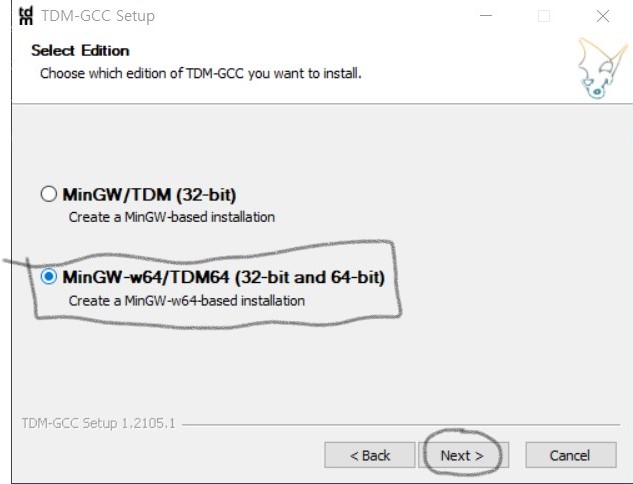 tdm TDM-GCC Setup
Select Edition
Choose which edition of TDM-GCC you want to install.
MinGW/TDM (32-bit)
Create a MinGW-based installation
MinGW-w64/TDM64 (32-bit and 64-bit)
Create a MinGW-w64-based installation
TDM-GCC Setup 1.2105.1
< Back Next > Cancel